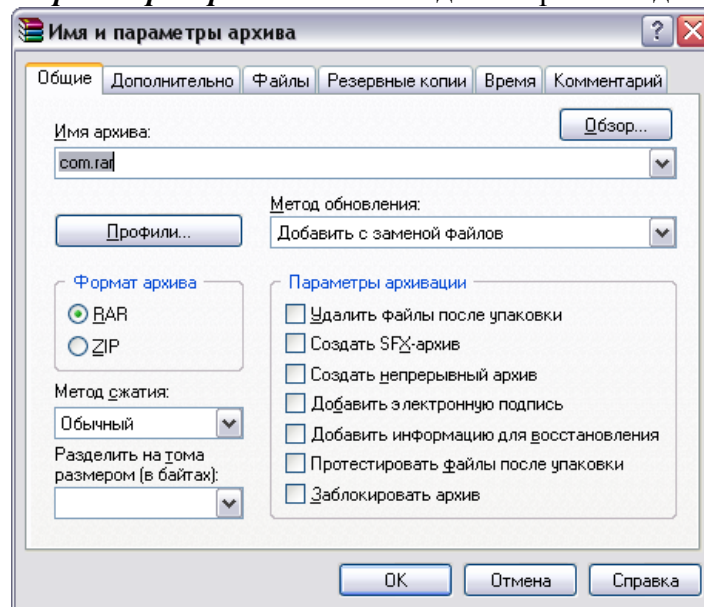 Имя и параметры архива
Общие Дополнительно Файлы Резервные копии Время Комментарий
Обзор...
Имя архива:
com.rar
Метод обновления:
Профили...
Добавить с заменой файлов
Формат архива
Параметры архивации
RAR
Удалить файлы после упаковки
ZIP
Создать SFX-архив
Создать непрерывный архив
Метод сжатия:
Добавить электронную подпись
Обычный
Добавить информацию для восстановления
Разделить на тома
размером (в байтах):
Протестировать файлы после упаковки
Заблокировать архив
OK Отмена Справка